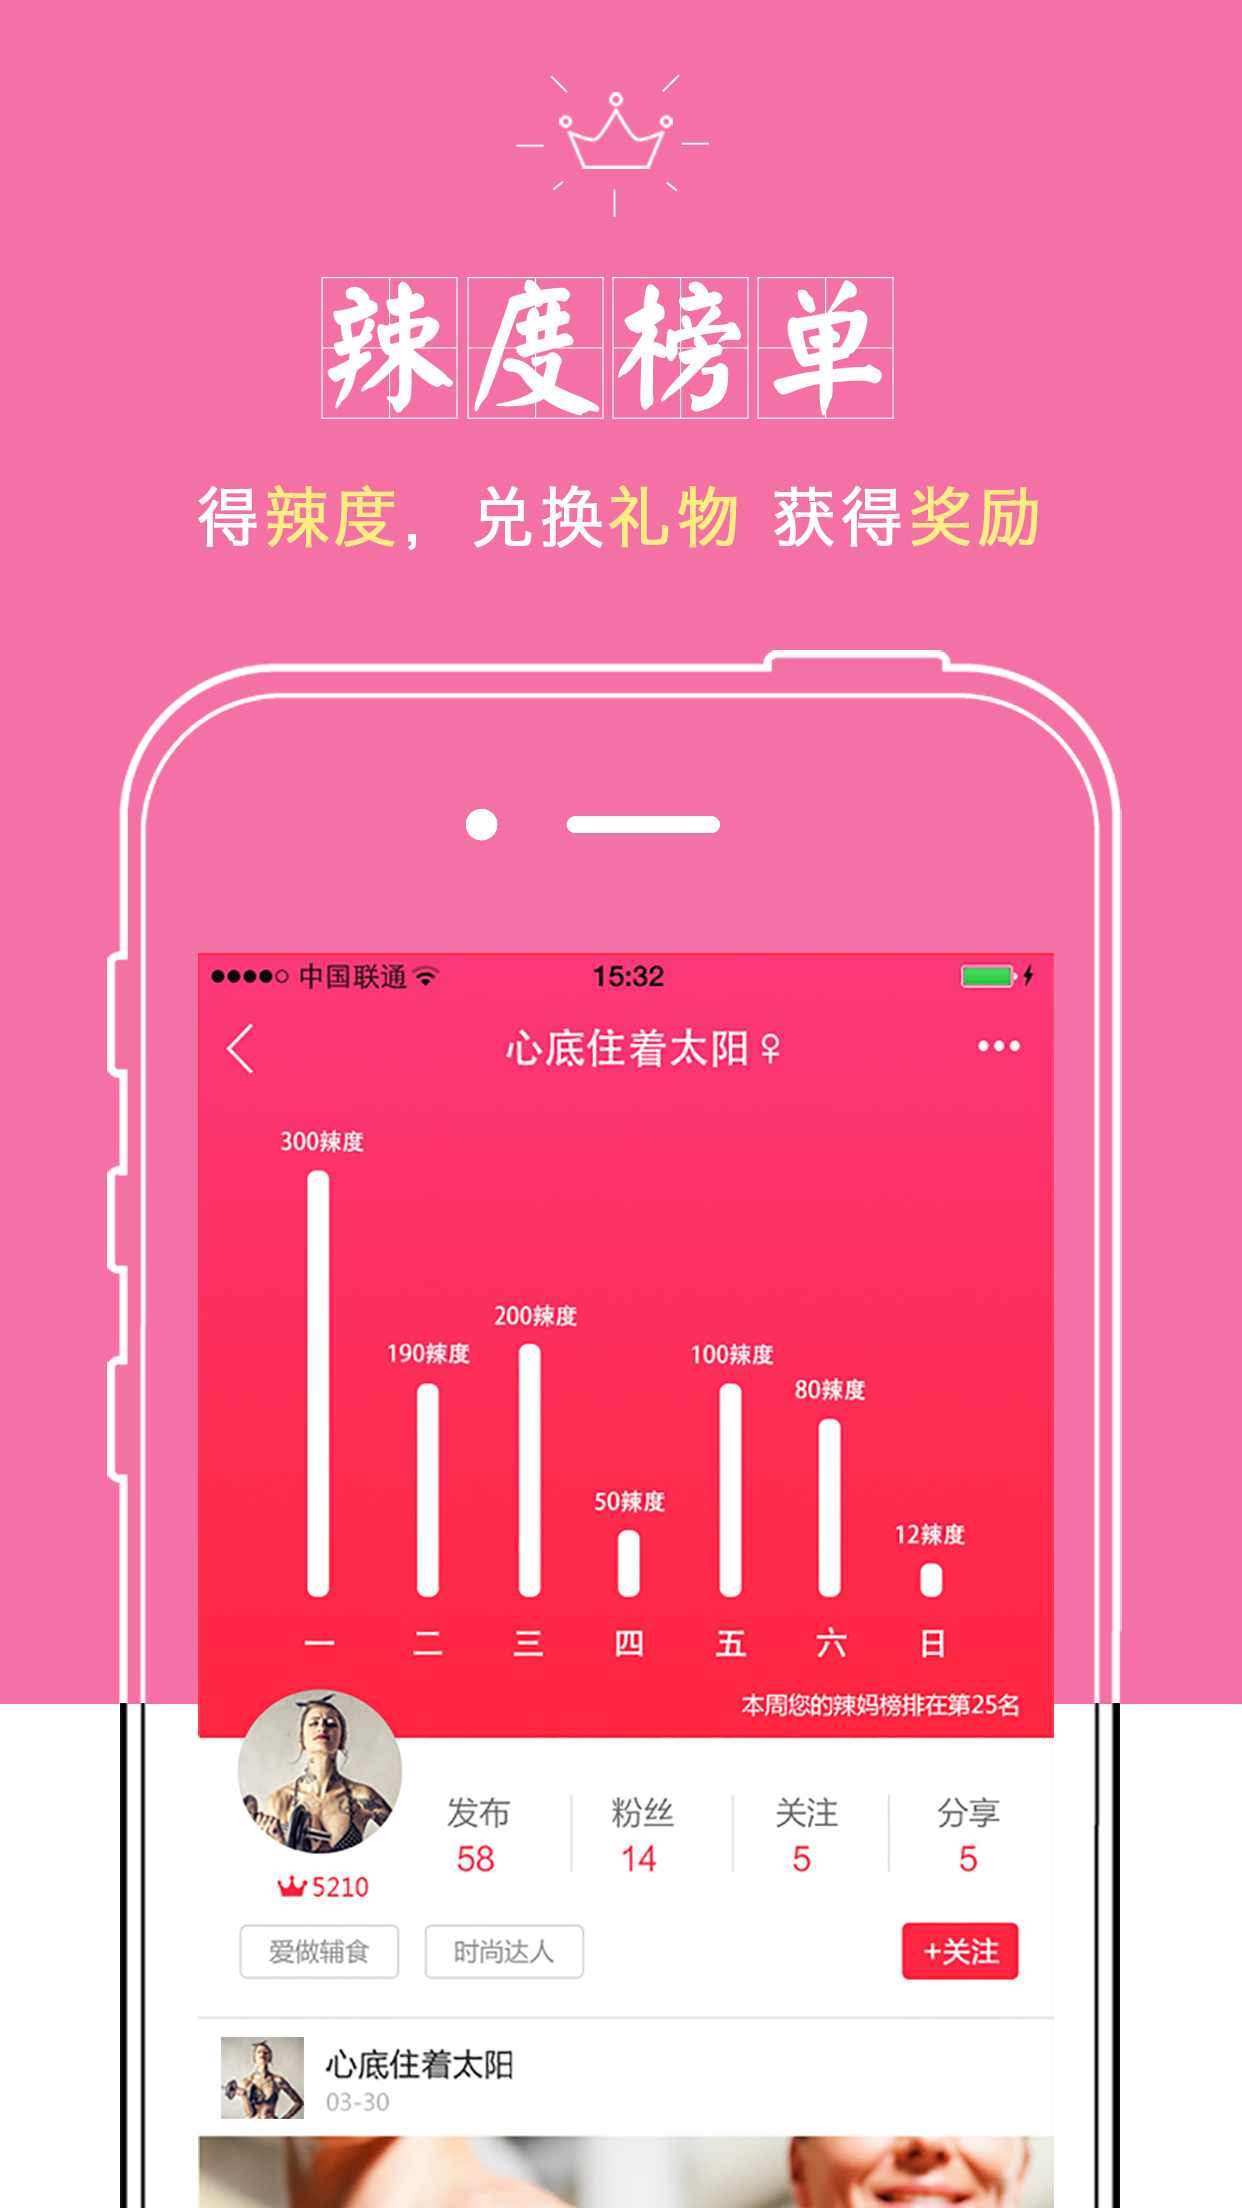 辣度榜单
得辣度，兑换礼物 获得奖励
中国联通 15:32
心底住着太阳♀
300辣度
190辣度
200辣度
50辣度
100辣度
80辣度
12辣度
一 二 三 四 五 六 日
本周您的辣妈榜排在第25名
发布 粉丝 关注 分享
58 14 5 5
5210
爱做辅食 时尚达人 +关注
心底住着太阳
03-30